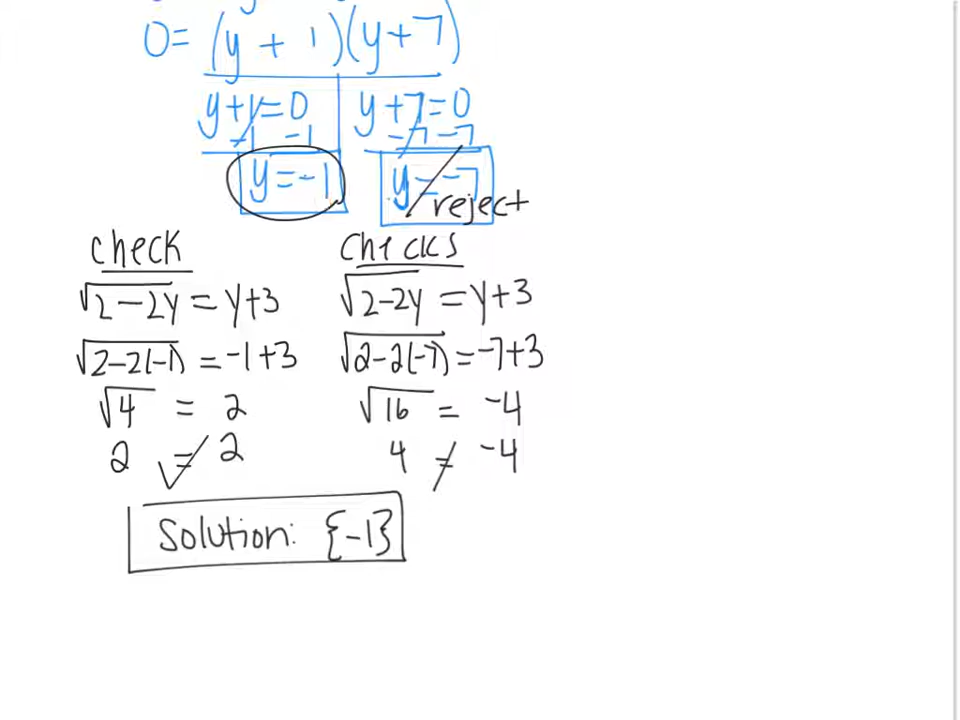 0 = (y + 1)(y + 7)
y + 1 = 0 y + 7 = 0
-1 -1 -7 -7
y = -1 y = -7
reject
check checks
√2-2y = y+3 √2-2y = y+3
√2-2(-1) = -1+3 √2-2(-7) = -7+3
√4 = 2 √16 = -4
2 = 2 4 ≠ -4
Solution: {-1}